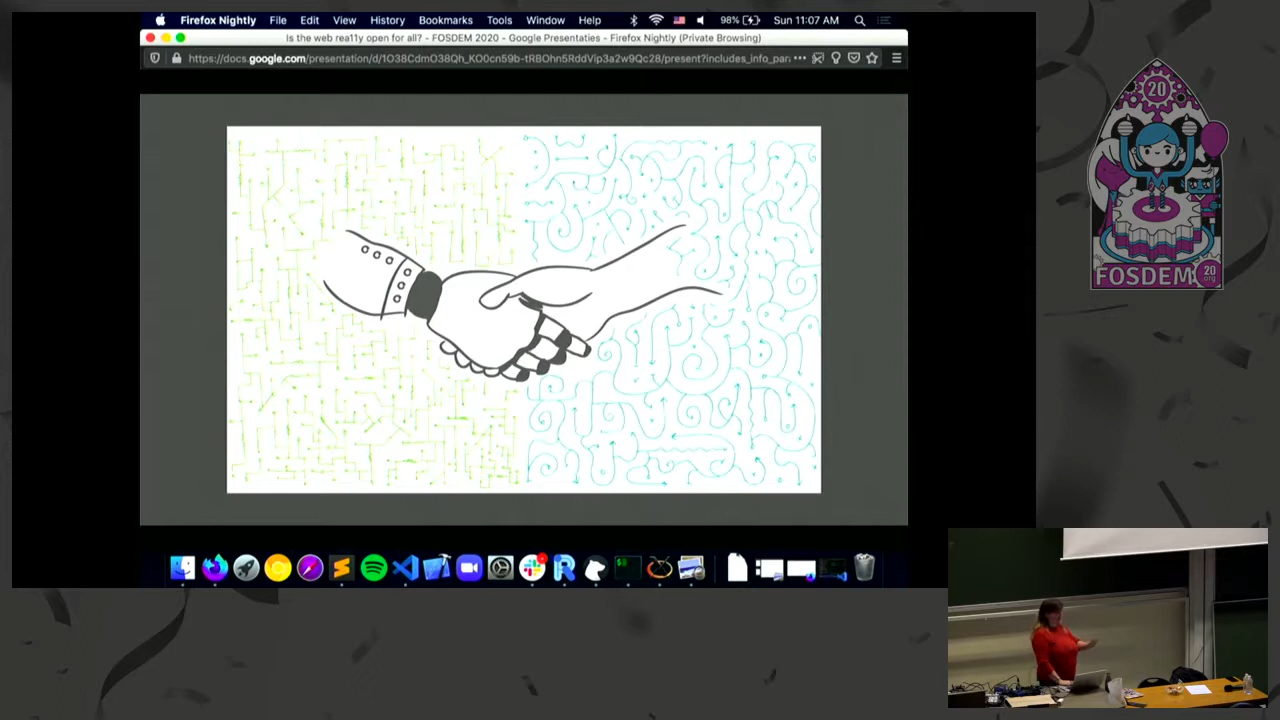 Firefox Nightly File Edit View History Bookmarks Tools Window Help 98% Sun 11:07 AM
Is the web rea11y open for all? - FOSDEM 2020 - Google Presentaties - Firefox Nightly (Private Browsing)
https://docs.google.com/presentation/d/1O38CdmO38Qh_KO0cn59b-tRBOhn5RddVip3a2w9Qc28/present?includes_info_par
20
FOSDEM
20
.org